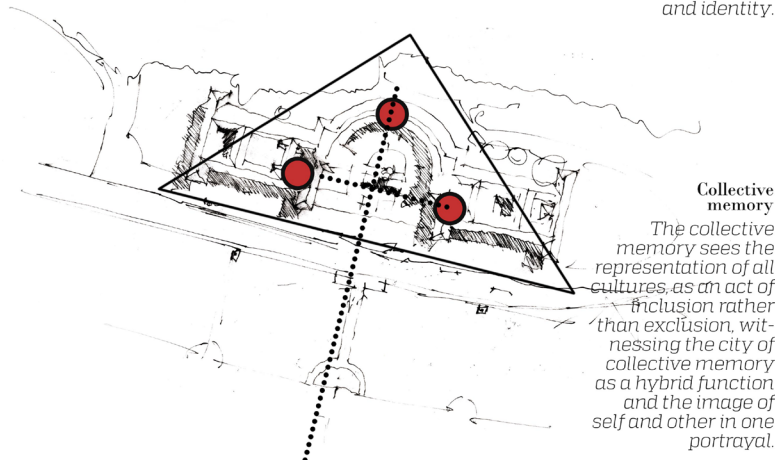 and identity.
Collective
memory
The collective
memory sees the
representation of all
cultures, as an act of
inclusion rather
than exclusion, wit-
nessing the city of
collective memory
as a hybrid function
and the image of
self and other in one
portrayal.